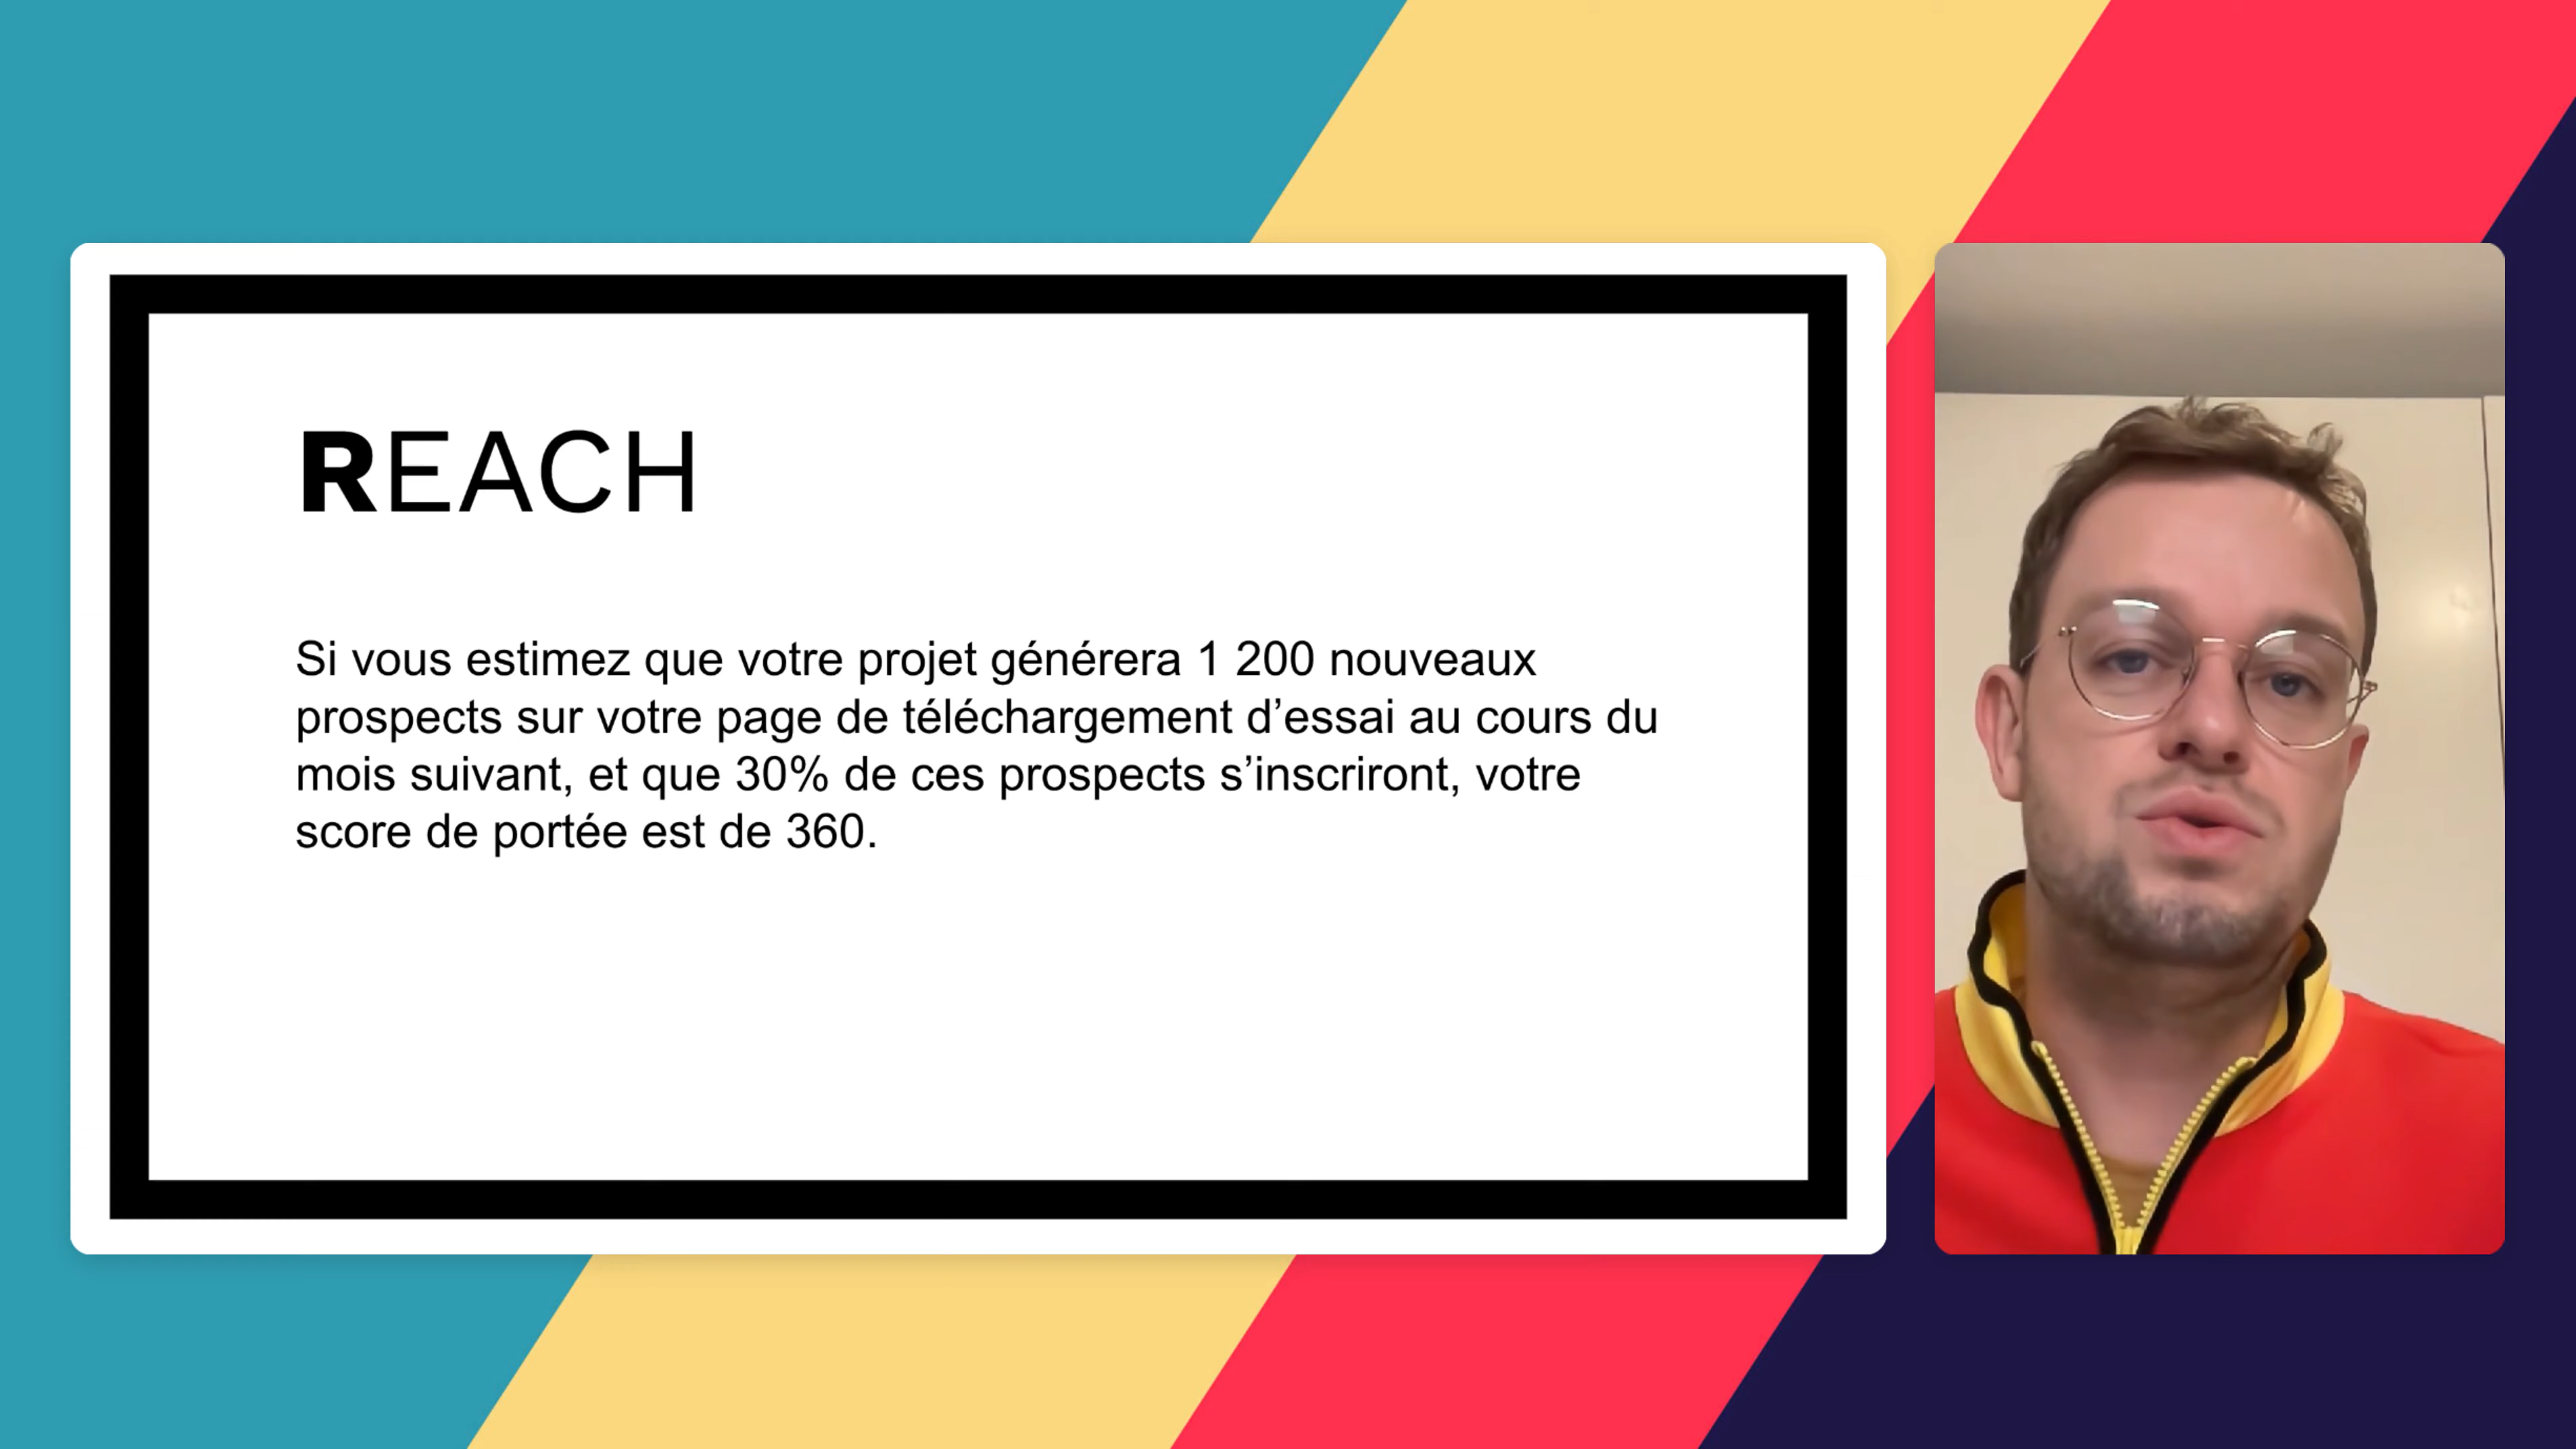 REACH
Si vous estimez que votre projet générera 1 200 nouveaux
prospects sur votre page de téléchargement d’essai au cours du
mois suivant, et que 30% de ces prospects s’inscriront, votre
score de portée est de 360.